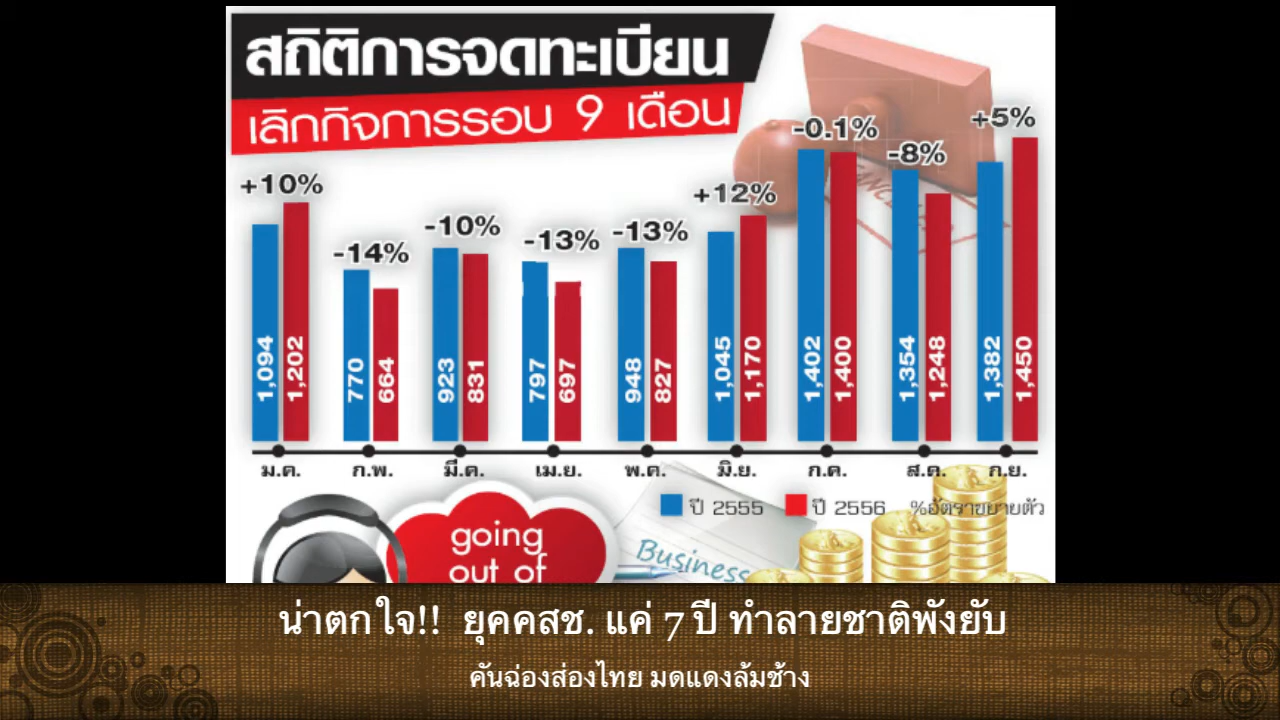 สถิติการจดทะเบียน
เลิกกิจการรอบ 9 เดือน
+10%
-14%
-10%
-13%
-13%
+12%
-0.1%
-8%
+5%
1,094
1,202
770
664
923
831
797
697
948
827
1,045
1,170
1,402
1,400
1,354
1,248
1,382
1,450
ม.ค.
ก.พ.
มี.ค.
เม.ย.
พ.ค.
มิ.ย.
ก.ค.
ส.ค.
ก.ย.
ปี 2555
ปี 2556
%อัตราขยายตัว
going
out of
Business
น่าตกใจ!! ยุคคสช. แค่ 7 ปี ทำลายชาติพังยับ
คันฉ่องส่องไทย มดแดงล้มช้าง